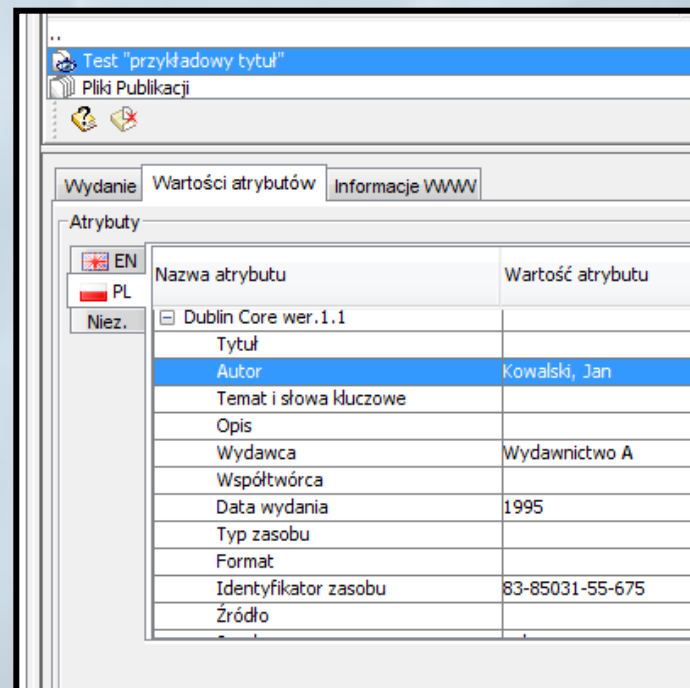 ..
Test "przykładowy tytuł"
Pliki Publikacji
Wydanie Wartości atrybutów Informacje WWW
Atrybuty
EN
PL
Niez.
Nazwa atrybutu Wartość atrybutu
Dublin Core wer.1.1
Tytuł
Autor Kowalski, Jan
Temat i słowa kluczowe
Opis
Wydawca Wydawnictwo A
Współtwórca
Data wydania 1995
Typ zasobu
Format
Identyfikator zasobu 83-85031-55-675
Źródło